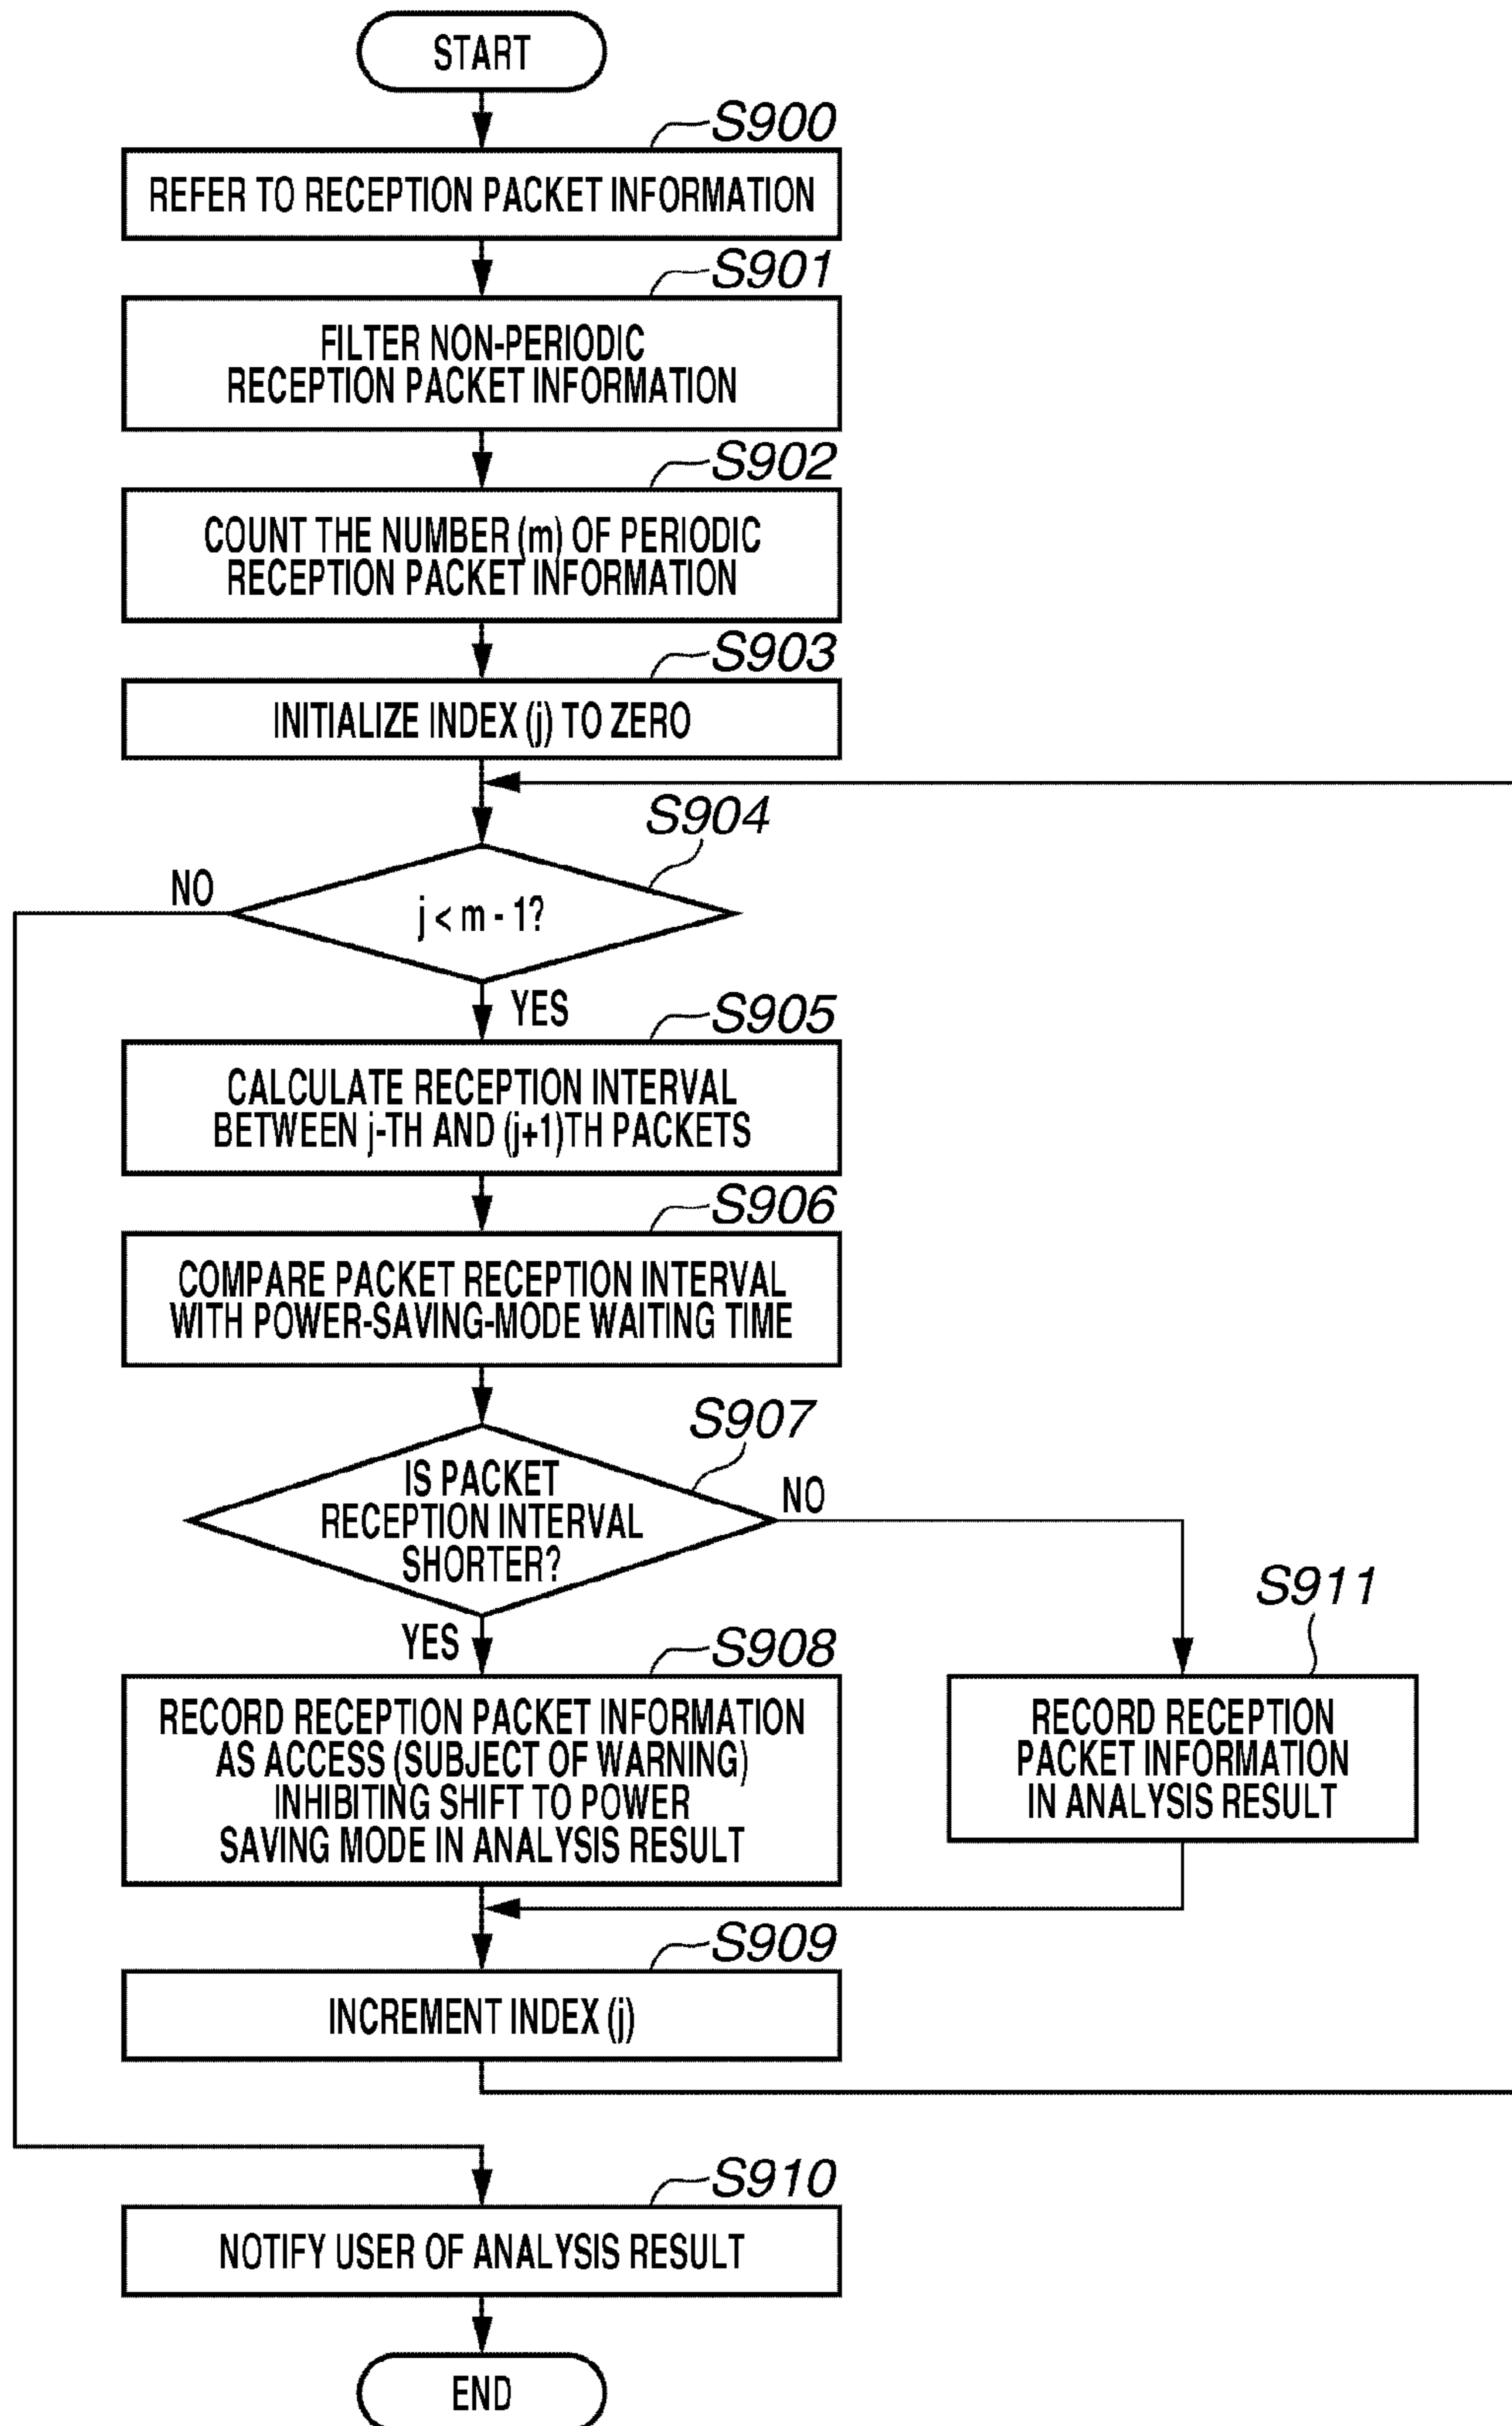 START
S900
REFER TO RECEPTION PACKET INFORMATION
S901
FILTER NON-PERIODIC
RECEPTION PACKET INFORMATION
S902
COUNT THE NUMBER (m) OF PERIODIC
RECEPTION PACKET INFORMATION
S903
INITIALIZE INDEX (j) TO ZERO
S904
NO
j < m - 1?
YES
S905
CALCULATE RECEPTION INTERVAL
BETWEEN j-TH AND (j+1)TH PACKETS
S906
COMPARE PACKET RECEPTION INTERVAL
WITH POWER-SAVING-MODE WAITING TIME
S907
IS PACKET
RECEPTION INTERVAL
SHORTER?
NO
YES
S908
RECORD RECEPTION PACKET INFORMATION
AS ACCESS (SUBJECT OF WARNING)
INHIBITING SHIFT TO POWER
SAVING MODE IN ANALYSIS RESULT
S911
RECORD RECEPTION
PACKET INFORMATION
IN ANALYSIS RESULT
S909
INCREMENT INDEX (j)
S910
NOTIFY USER OF ANALYSIS RESULT
END